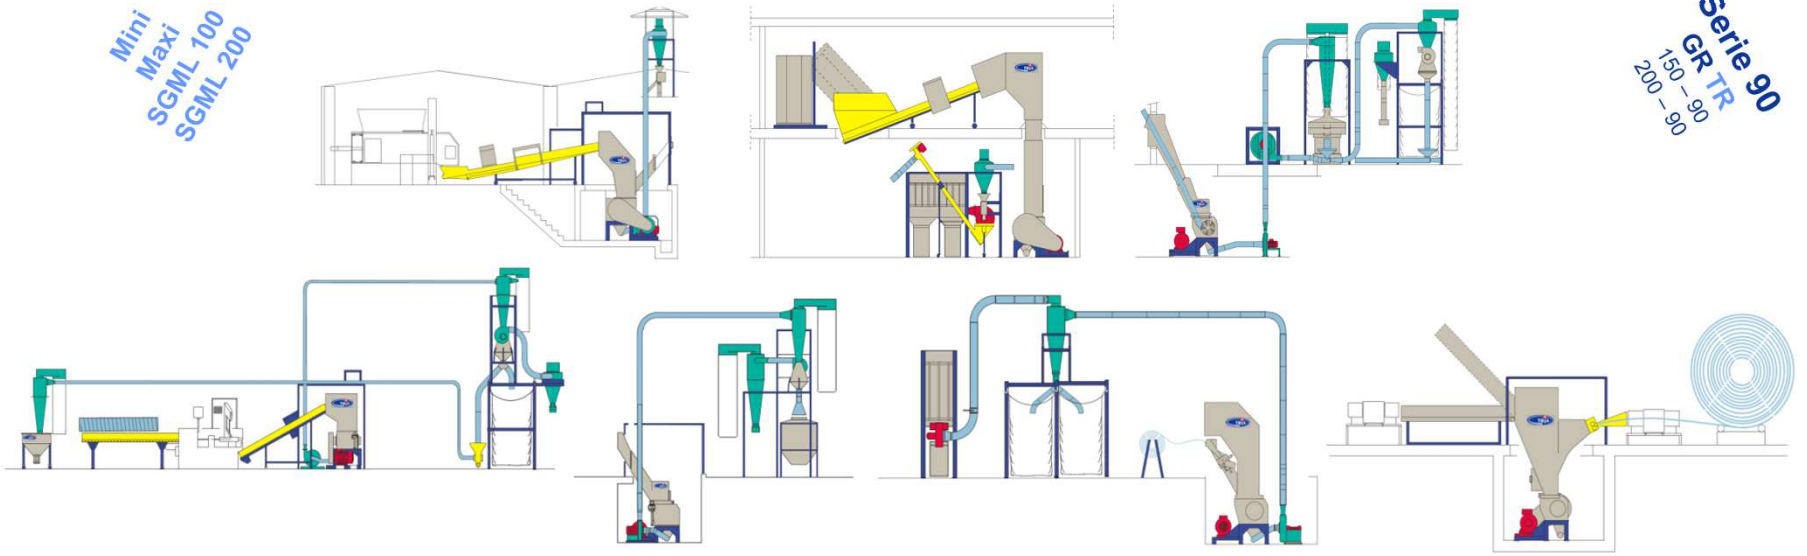 Mini
Maxi
SGML 100
SGML 200
Serie 90
GR TR
150 – 90
200 – 90